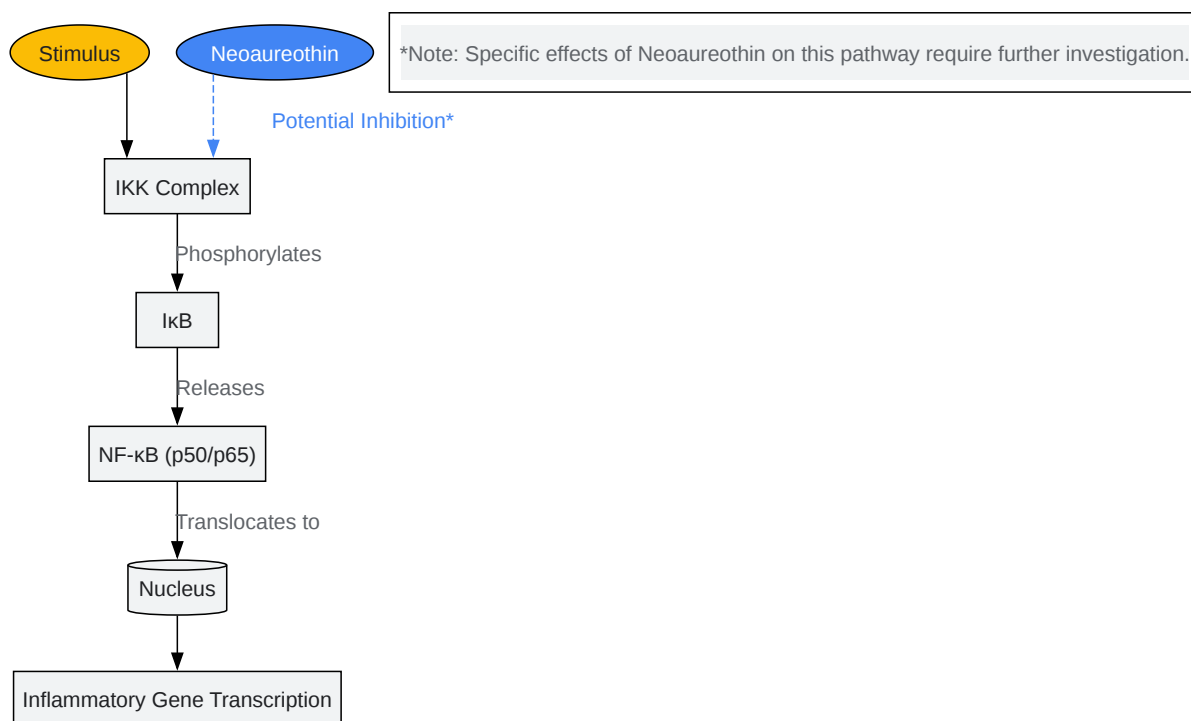 Stimulus
Neoaureothin
*Note: Specific effects of Neoaureothin on this pathway require further investigation.
Potential Inhibition*
IKK Complex
Phosphorylates
IκB
Releases
NF-κB (p50/p65)
Translocates to
Nucleus
Inflammatory Gene Transcription